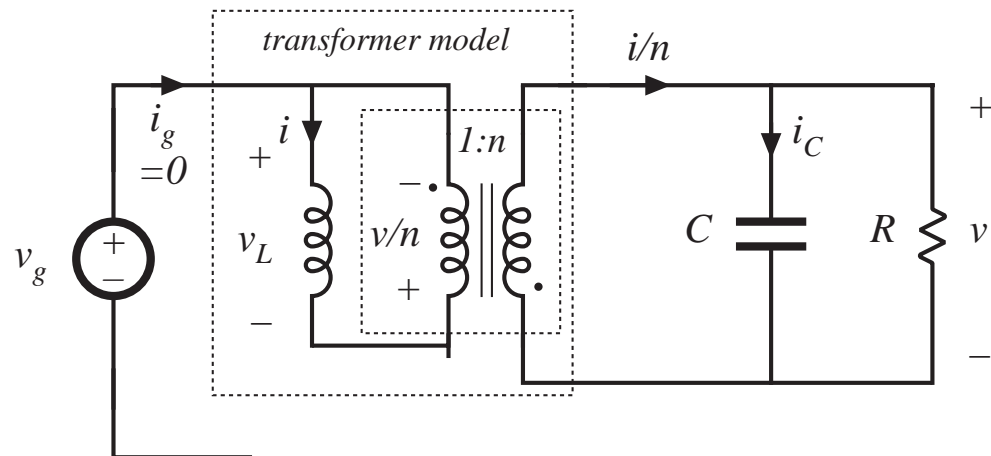 transformer model
i/n
i_g
=0
+
i
1:n
i_C
+
−
v_g
+
−
v_L
v/n
C
R
v
−
+
−